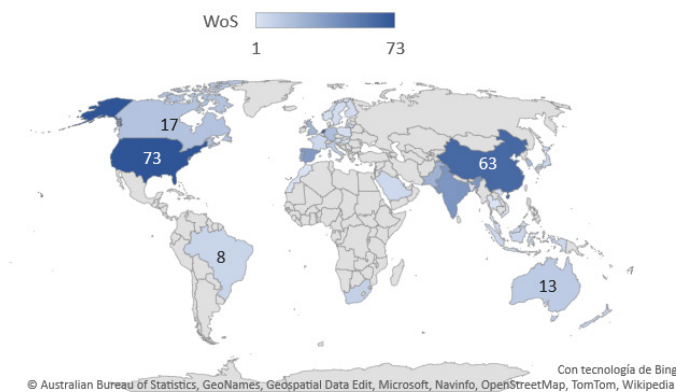 WoS
1 73
17
73
63
8
13
Con tecnología de Bing
© Australian Bureau of Statistics, GeoNames, Geospatial Data Edit, Microsoft, Navinfo, OpenStreetMap, TomTom, Wikipedia